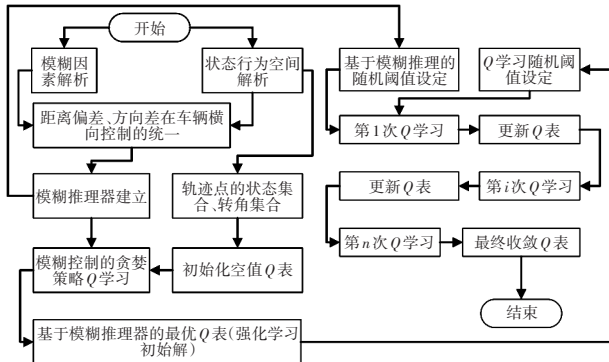 开始
模糊因
素解析
状态行为空间
解析
距离偏差、方向差在车辆横
向控制的统一
模糊推理器建立
轨迹点的状态集
合、转角集合
模糊控制的贪婪
策略Q学习
初始化空值Q表
基于模糊推理器的最优Q表(强化学习
初始解)
基于模糊推理的
随机阈值设定
Q学习随机阈
值设定
第1次Q学习
更新Q表
更新Q表
第i次Q学习
第n次Q学习
最终收敛Q表
结束